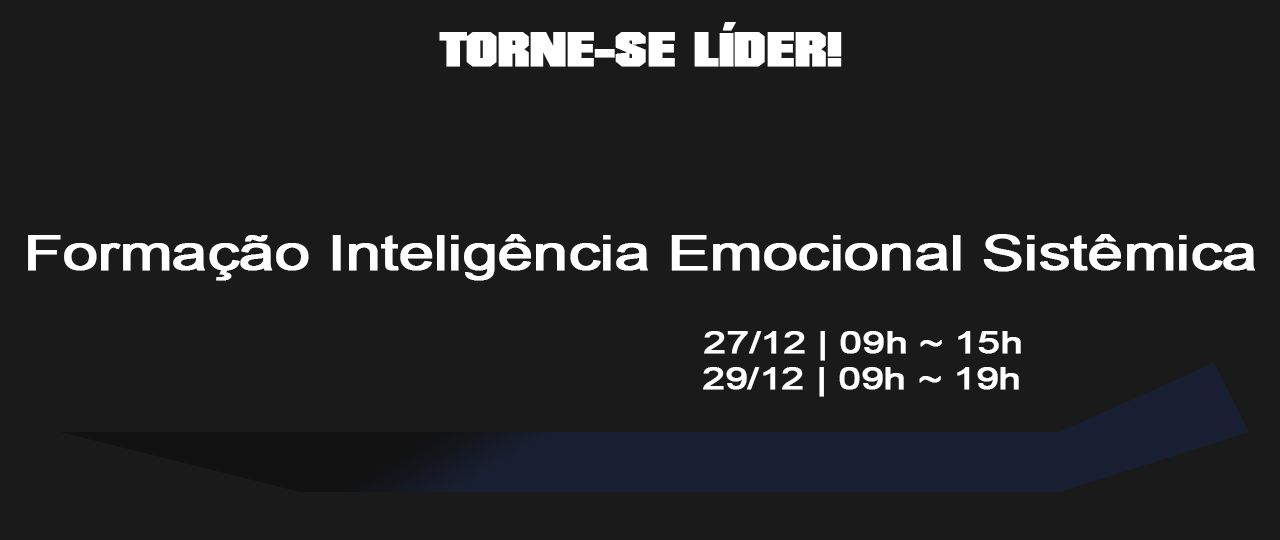 TORNE-SE LÍDER!
Formação Inteligência Emocional Sistêmica
27/12 | 09h ~ 15h
29/12 | 09h ~ 19h